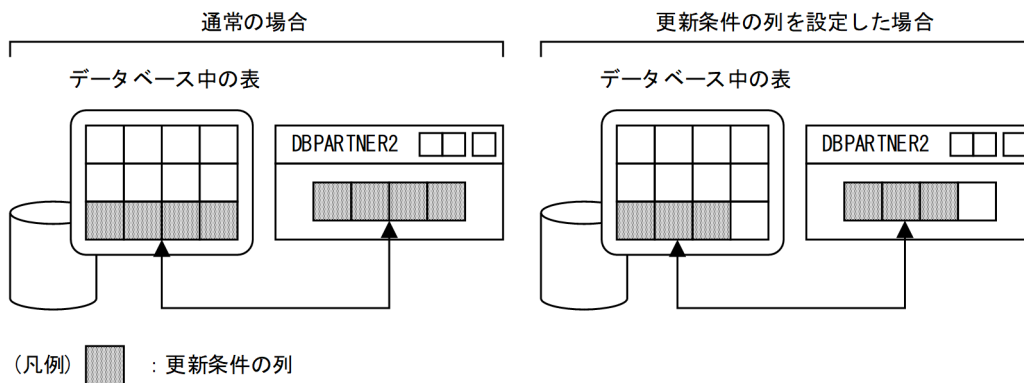 通常の場合
更新条件の列を設定した場合
データベース中の表
データベース中の表
DBPARTNER2
DBPARTNER2
(凡例)
：更新条件の列